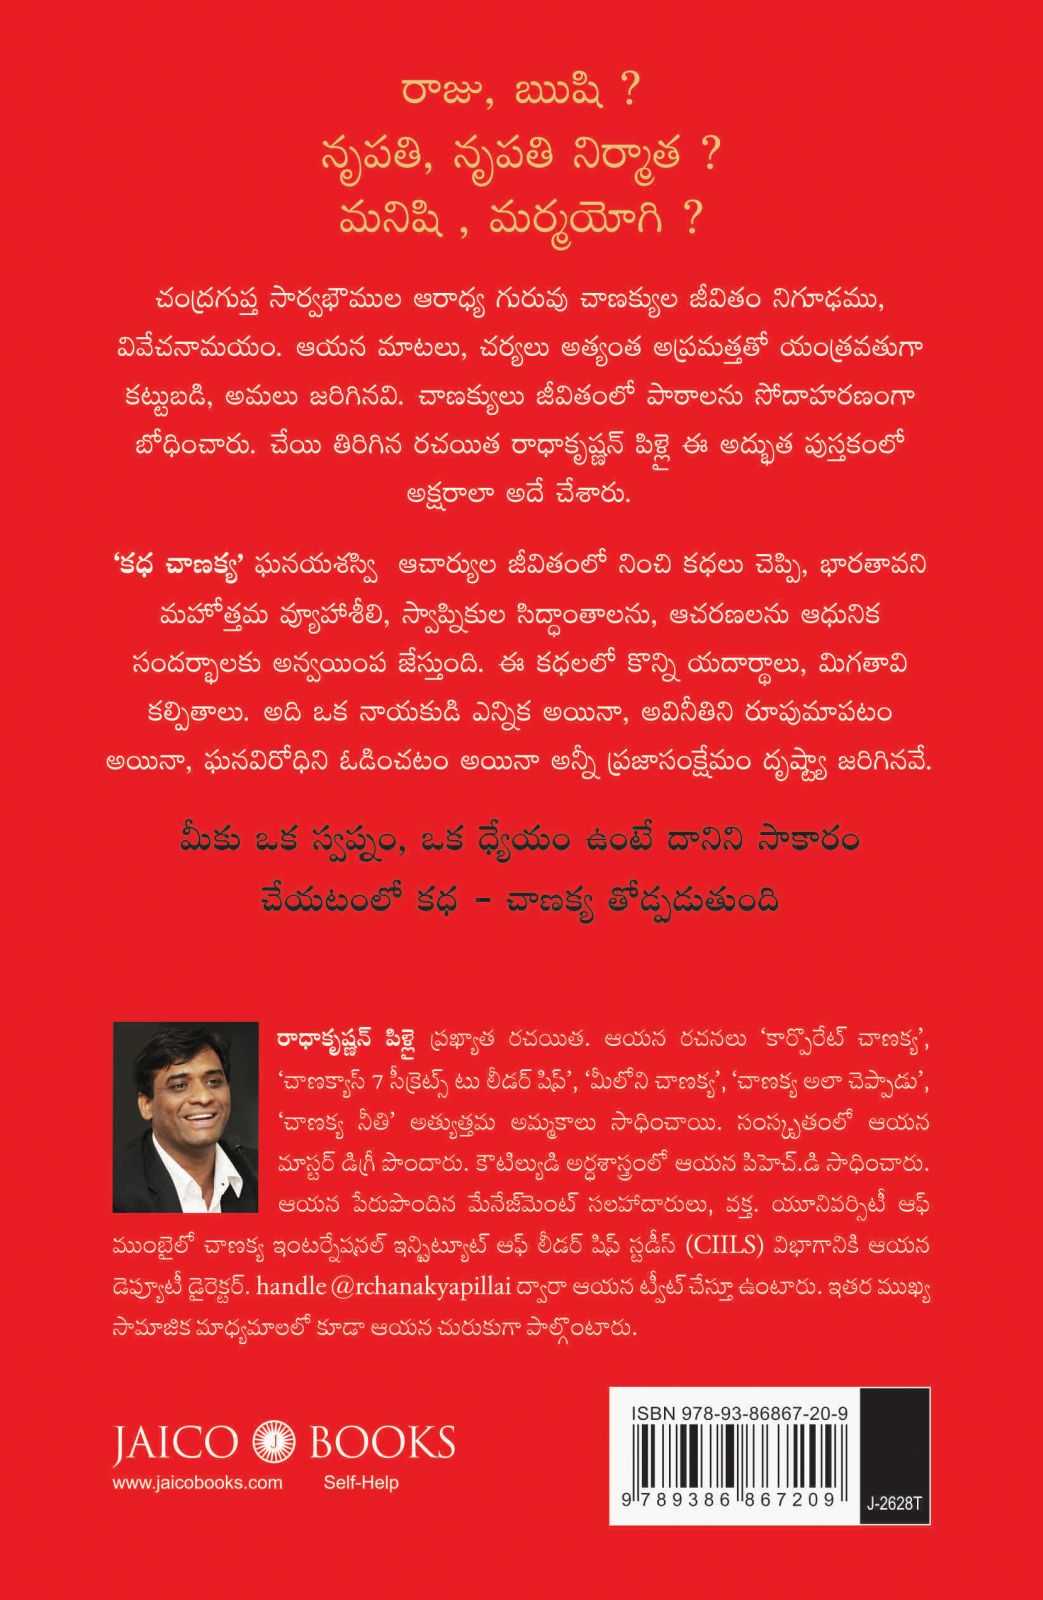 రాజు, ఋషి ?
నృపతి, నృపతి నిర్మాత ?
మనిషి , మర్మయోగి ?
చంద్రగుప్త సార్వభౌముల ఆరాధ్య గురువు చాణక్యుల జీవితం నిగూఢము,
వివేచనామయం. ఆయన మాటలు, చర్యలు అత్యంత అప్రమత్తతో యంత్రవతుగా
కట్టుబడి, అమలు జరిగినవి. చాణక్యులు జీవితంలో పాఠాలను సోదాహరణంగా
బోధించారు. చేయి తిరిగిన రచయిత రాధాకృష్ణన్ పిళ్లై ఈ అద్భుత పుస్తకంలో
అక్షరాలా అదే చేశారు.
‘కధ చాణక్య’ ఘనయశస్వి ఆచార్యుల జీవితంలో నించి కధలు చెప్పి, భారతావని
మహోత్తమ వ్యూహాశీలి, స్వాప్నికుల సిద్ధాంతాలను, ఆచరణలను ఆధునిక
సందర్భాలకు అన్వయింప జేస్తుంది. ఈ కధలలో కొన్ని యదార్థాలు, మిగతావి
కల్పితాలు. అది ఒక నాయకుడి ఎన్నిక అయినా, అవినీతిని రూపుమాపటం
అయినా, ఘనవిరోధిని ఓడించటం అయినా అన్నీ ప్రజాసంక్షేమం దృష్ట్యా జరిగినవే.
మీకు ఒక స్వప్నం, ఒక ధ్యేయం ఉంటే దానిని సాకారం
చేయటంలో కధ – చాణక్య తోడ్పడుతుంది
రాధాకృష్ణన్ పిళ్లై ప్రఖ్యాత రచయిత. ఆయన రచనలు ‘కార్పొరేట్ చాణక్య’,
‘చాణక్యాస్ 7 సీక్రెట్స్ టు లీడర్ షిప్’, ‘మీలోని చాణక్య’, ‘చాణక్య అలా చెప్పాడు’,
‘చాణక్య నీతి’ అత్యుత్తమ అమ్మకాలు సాధించాయి. సంస్కృతంలో ఆయన
మాస్టర్ డిగ్రీ పొందారు. కౌటిల్యుడి అర్ధశాస్త్రంలో ఆయన పిహెచ్.డి సాధించారు.
ఆయన పేరుపొందిన మేనేజ్‌మెంట్ సలహాదారులు, వక్త. యూనివర్సిటీ ఆఫ్
ముంబైలో చాణక్య ఇంటర్నేషనల్ ఇన్స్టిట్యూట్ ఆఫ్ లీడర్ షిప్ స్టడీస్ (CIILS) విభాగానికి ఆయన
డెప్యూటీ డైరెక్టర్. handle @rchanakyapillai ద్వారా ఆయన ట్వీట్ చేస్తూ ఉంటారు. ఇతర ముఖ్య
సామాజిక మాధ్యమాలలో కూడా ఆయన చురుకుగా పాల్గొంటారు.
JAICO J BOOKS
www.jaicobooks.com Self-Help
ISBN 978-93-86867-20-9
9 789386 867209
J-2628T